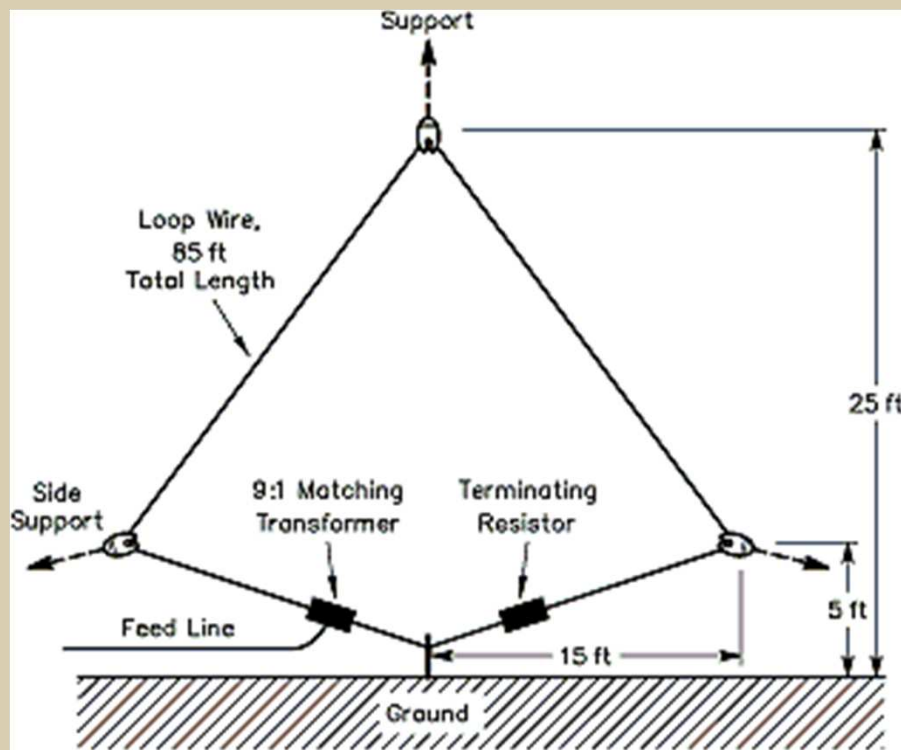 Support
Loop Wire,
85 ft
Total Length
25 ft
Side
Support
9:1 Matching
Transformer
Terminating
Resistor
5 ft
Feed Line
15 ft
Ground